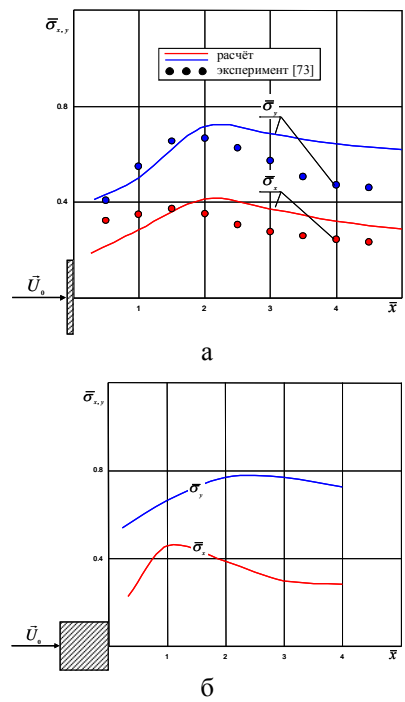 σ̄x,y
расчёт
эксперимент [73]
0.8
σ̄y
0.4
σ̄x
U⃗0
1 2 3 4 x̄
а
σ̄x,y
0.8
σ̄y
0.4
σ̄x
U⃗0
1 2 3 4 x̄
б